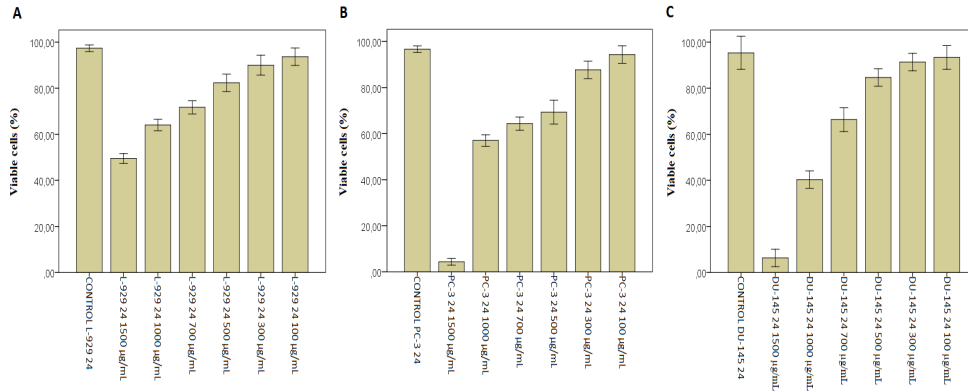 A
Viable cells (%)
100,00
80,00
60,00
40,00
20,00
,00
CONTROL L-929 24
L-929 24 1500 µg/mL
L-929 24 1000 µg/mL
L-929 24 700 µg/mL
L-929 24 500 µg/mL
L-929 24 300 µg/mL
L-929 24 100 µg/mL
B
Viable cells (%)
100,00
80,00
60,00
40,00
20,00
,00
CONTROL PC-3 24
PC-3 24 1500 µg/mL
PC-3 24 1000 µg/mL
PC-3 24 700 µg/mL
PC-3 24 500 µg/mL
PC-3 24 300 µg/mL
PC-3 24 100 µg/mL
C
Viable cells (%)
100,00
80,00
60,00
40,00
20,00
,00
CONTROL DU-145 24
DU-145 24 1500 µg/mL
DU-145 24 1000 µg/mL
DU-145 24 700 µg/mL
DU-145 24 500 µg/mL
DU-145 24 300 µg/mL
DU-145 24 100 µg/mL